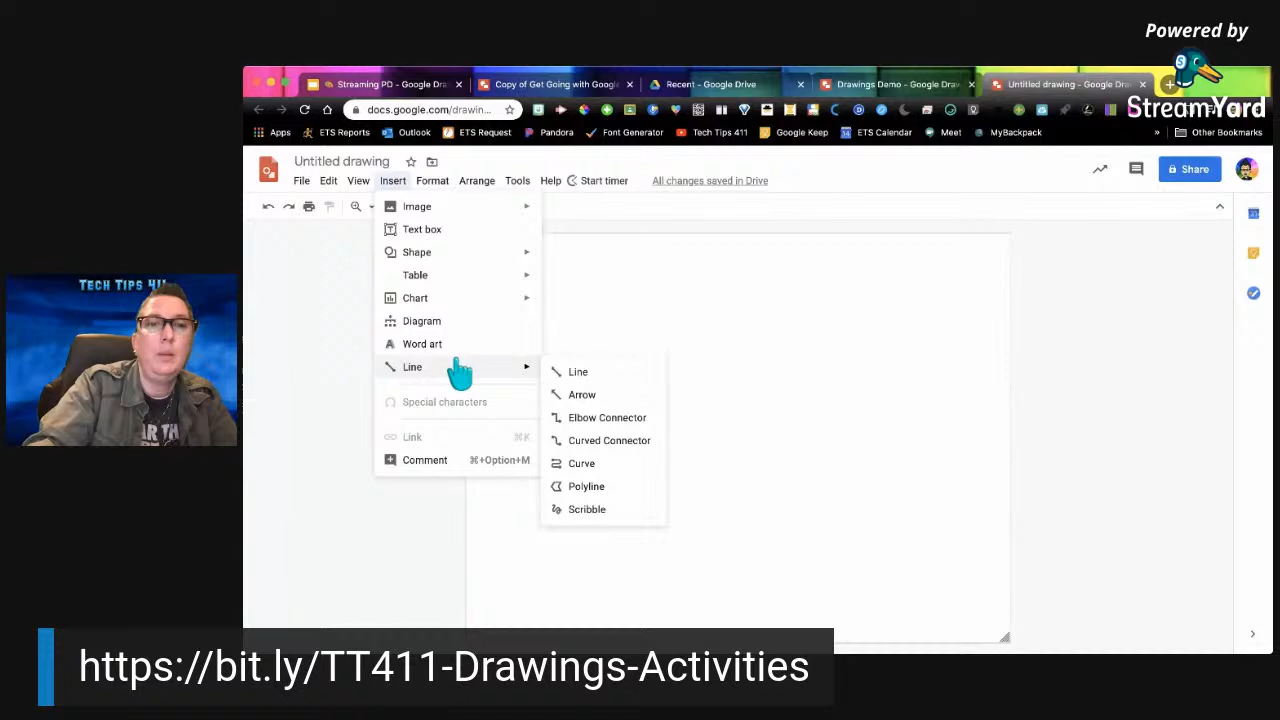 Powered by
StreamYard
Streaming PD - Google Dra
Copy of Get Going with Google
Recent - Google Drive
Drawings Demo - Google Draw
Untitled drawing - Google Dra
docs.google.com/drawin...
Apps
ETS Reports
Outlook
ETS Request
Pandora
Font Generator
Tech Tips 411
Google Keep
ETS Calendar
Meet
MyBackpack
»
Other Bookmarks
Untitled drawing
File Edit View Insert Format Arrange Tools Help Start timer All changes saved in Drive
Share
Image
Text box
Shape
Table
Chart
Diagram
Word art
Line
Special characters
Link ⌘K
Comment ⌘+Option+M
Line
Arrow
Elbow Connector
Curved Connector
Curve
Polyline
Scribble
TECH TIPS 411
https://bit.ly/TT411-Drawings-Activities